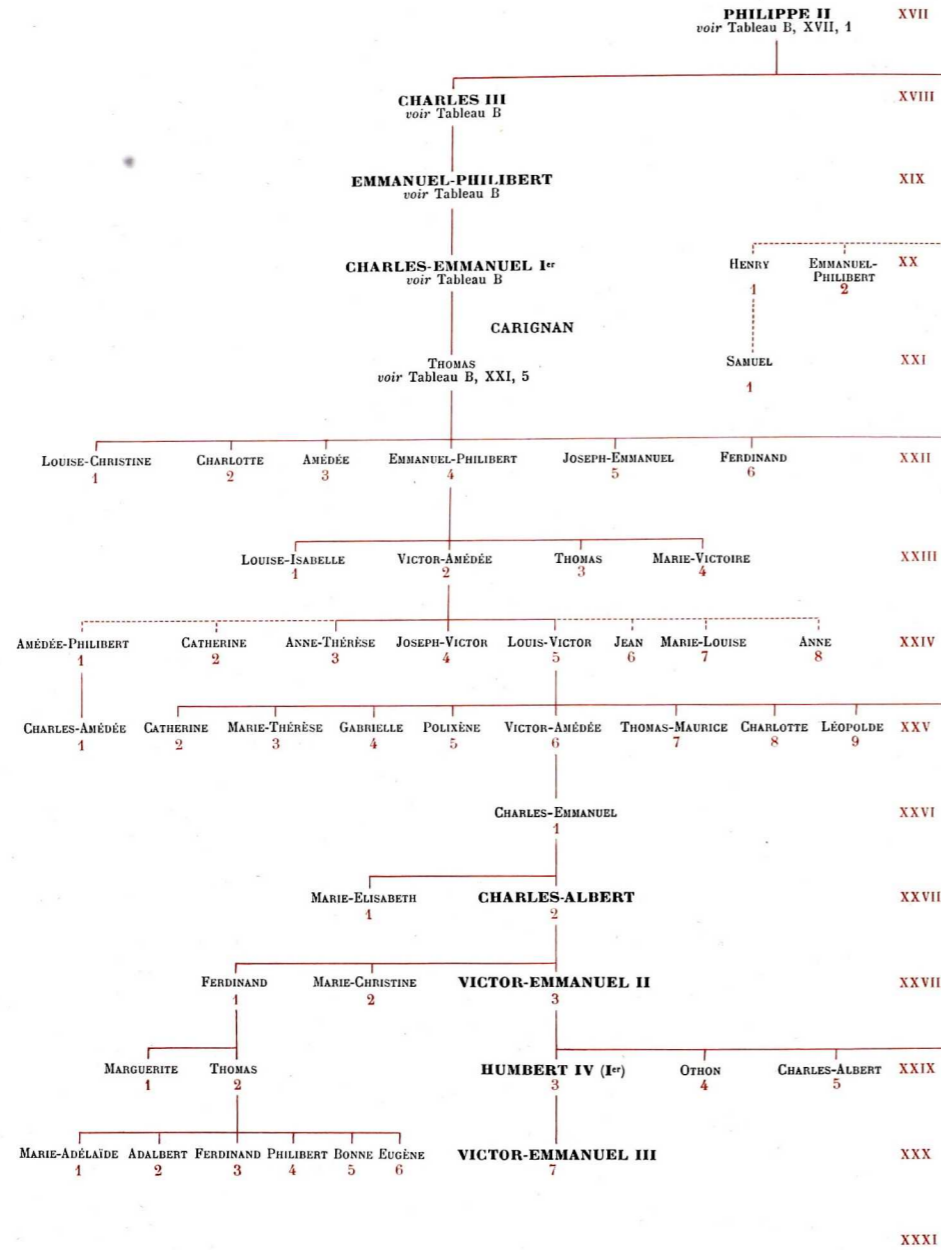 PHILIPPE II XVII
voir Tableau B, XVII, 1
CHARLES III XVIII
voir Tableau B
EMMANUEL-PHILIBERT XIX
voir Tableau B
CHARLES-EMMANUEL Ier HENRY EMMANUEL-PHILIBERT XX
voir Tableau B 1 2
CARIGNAN
THOMAS SAMUEL XXI
voir Tableau B, XXI, 5 1
LOUISE-CHRISTINE CHARLOTTE AMÉDÉE EMMANUEL-PHILIBERT JOSEPH-EMMANUEL FERDINAND XXII
1 2 3 4 5 6
LOUISE-ISABELLE VICTOR-AMÉDÉE THOMAS MARIE-VICTOIRE XXIII
1 2 3 4
AMÉDÉE-PHILIBERT CATHERINE ANNE-THÉRÈSE JOSEPH-VICTOR LOUIS-VICTOR JEAN MARIE-LOUISE ANNE XXIV
1 2 3 4 5 6 7 8
CHARLES-AMÉDÉE CATHERINE MARIE-THÉRÈSE GABRIELLE POLIXÈNE VICTOR-AMÉDÉE THOMAS-MAURICE CHARLOTTE LÉOPOLDE XXV
1 2 3 4 5 6 7 8 9
CHARLES-EMMANUEL XXVI
1
MARIE-ELISABETH CHARLES-ALBERT XXVII
1 2
FERDINAND MARIE-CHRISTINE VICTOR-EMMANUEL II XXVII
1 2 3
MARGUERITE THOMAS HUMBERT IV (Ier) OTHON CHARLES-ALBERT XXIX
1 2 3 4 5
MARIE-ADÉLAÏDE ADALBERT FERDINAND PHILIBERT BONNE EUGÈNE VICTOR-EMMANUEL III XXX
1 2 3 4 5 6 7
XXXI